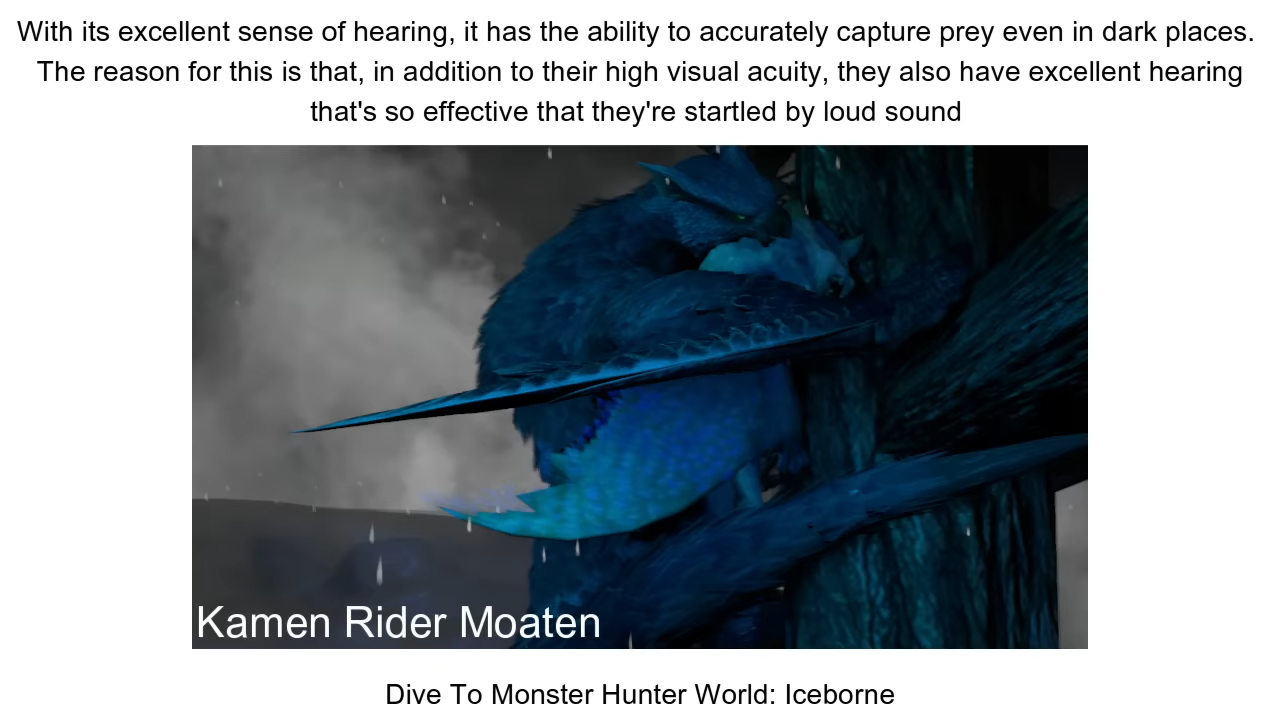 With its excellent sense of hearing, it has the ability to accurately capture prey even in dark places.
The reason for this is that, in addition to their high visual acuity, they also have excellent hearing
that's so effective that they're startled by loud sound
Kamen Rider Moaten
Dive To Monster Hunter World: Iceborne